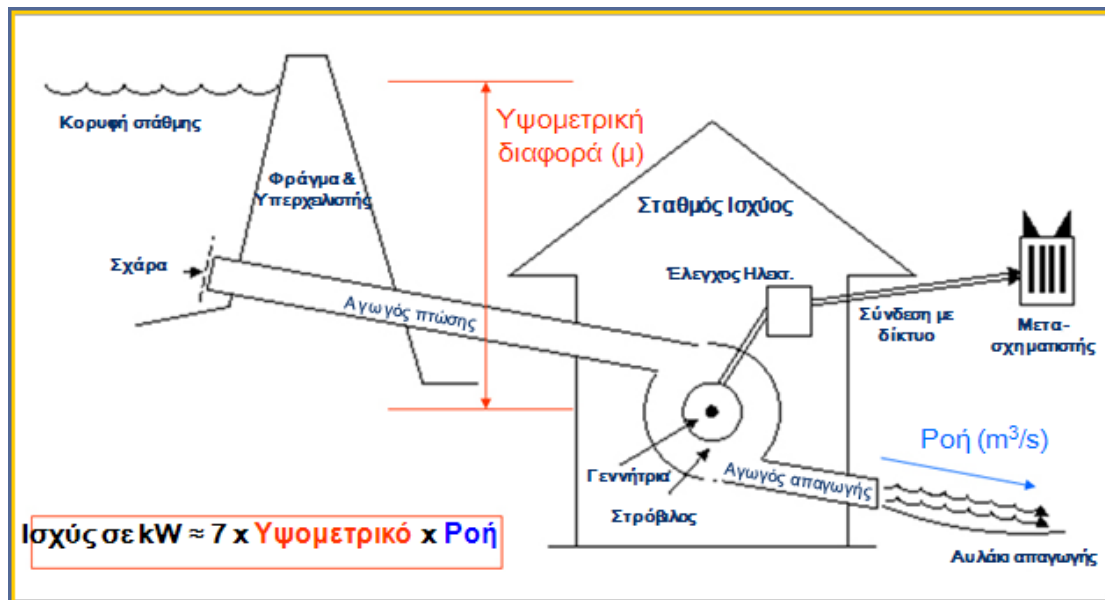 Κορυφή στάθμης
Υψομετρική
διαφορά (μ)
Φράγμα &
Υπερχειλιστής
Σταθμός Ισχύος
Σχάρα
Έλεγχος Ηλεκτ.
Αγωγός πτώσης
Σύνδεση με
δίκτυο
Μετα-
σχηματιστής
Ροή (m³/s)
Γεννήτρια
Αγωγός απαγωγής
Στρόβιλος
Ισχύς σε kW ≈ 7 x Υψομετρικό x Ροή
Αυλάκι απαγωγής